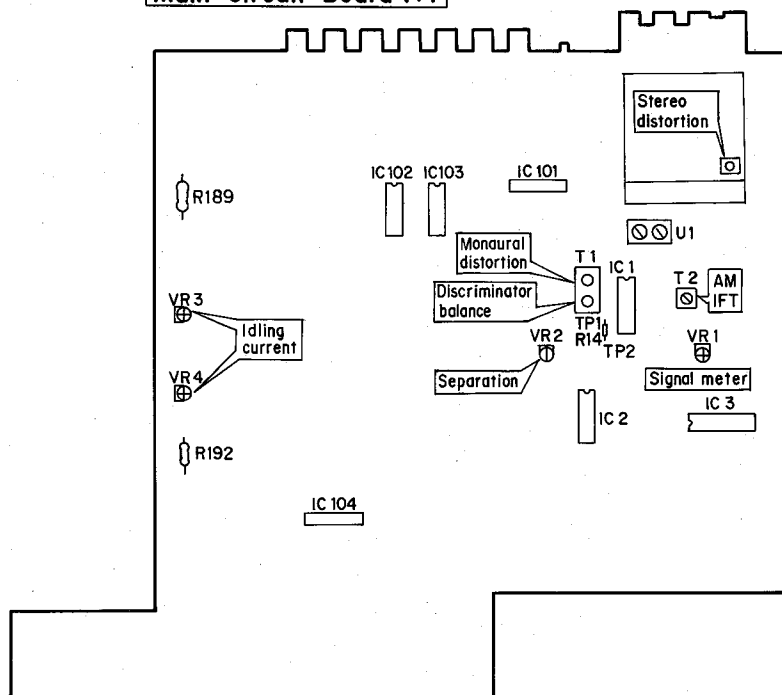 Main Circuit Board
Stereo
distortion
IC102
IC103
IC101
R189
U1
Monaural
distortion
T1
IC1
T2
AM
IFT
Discriminator
balance
VR3
Idling
current
TP1
R14
TP2
VR2
VR1
VR4
Separation
Signal meter
IC3
IC2
R192
IC104